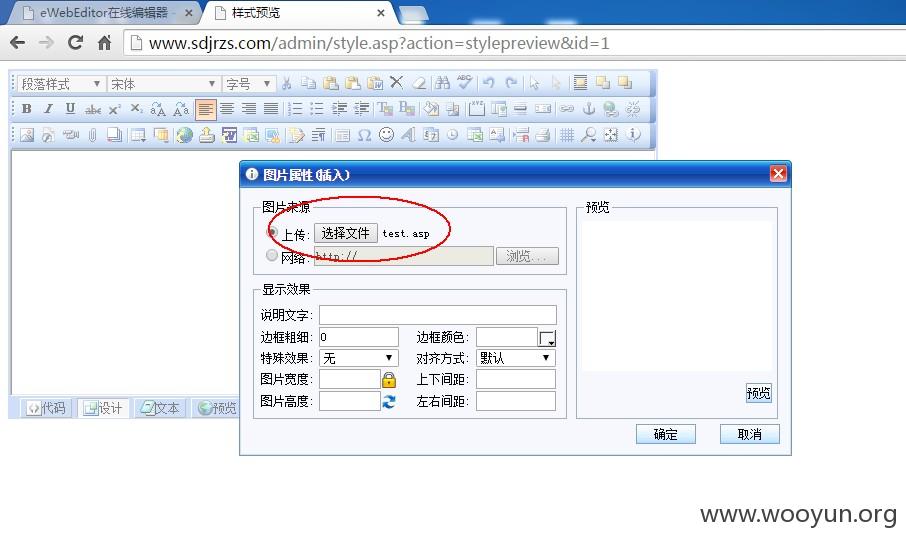 eWebEditor在线编辑器 -
样式预览
www.sdjrzs.com/admin/style.asp?action=stylepreview&id=1
段落样式 宋体 字号
图片属性(插入)
图片来源
上传: 选择文件 test.asp
网络: http:// 浏览...
预览
显示效果
说明文字:
边框粗细: 0 边框颜色:
特殊效果: 无 对齐方式: 默认
图片宽度: 上下间距:
图片高度: 左右间距:
预览
确定 取消
代码 设计 文本 预览
www.wooyun.org